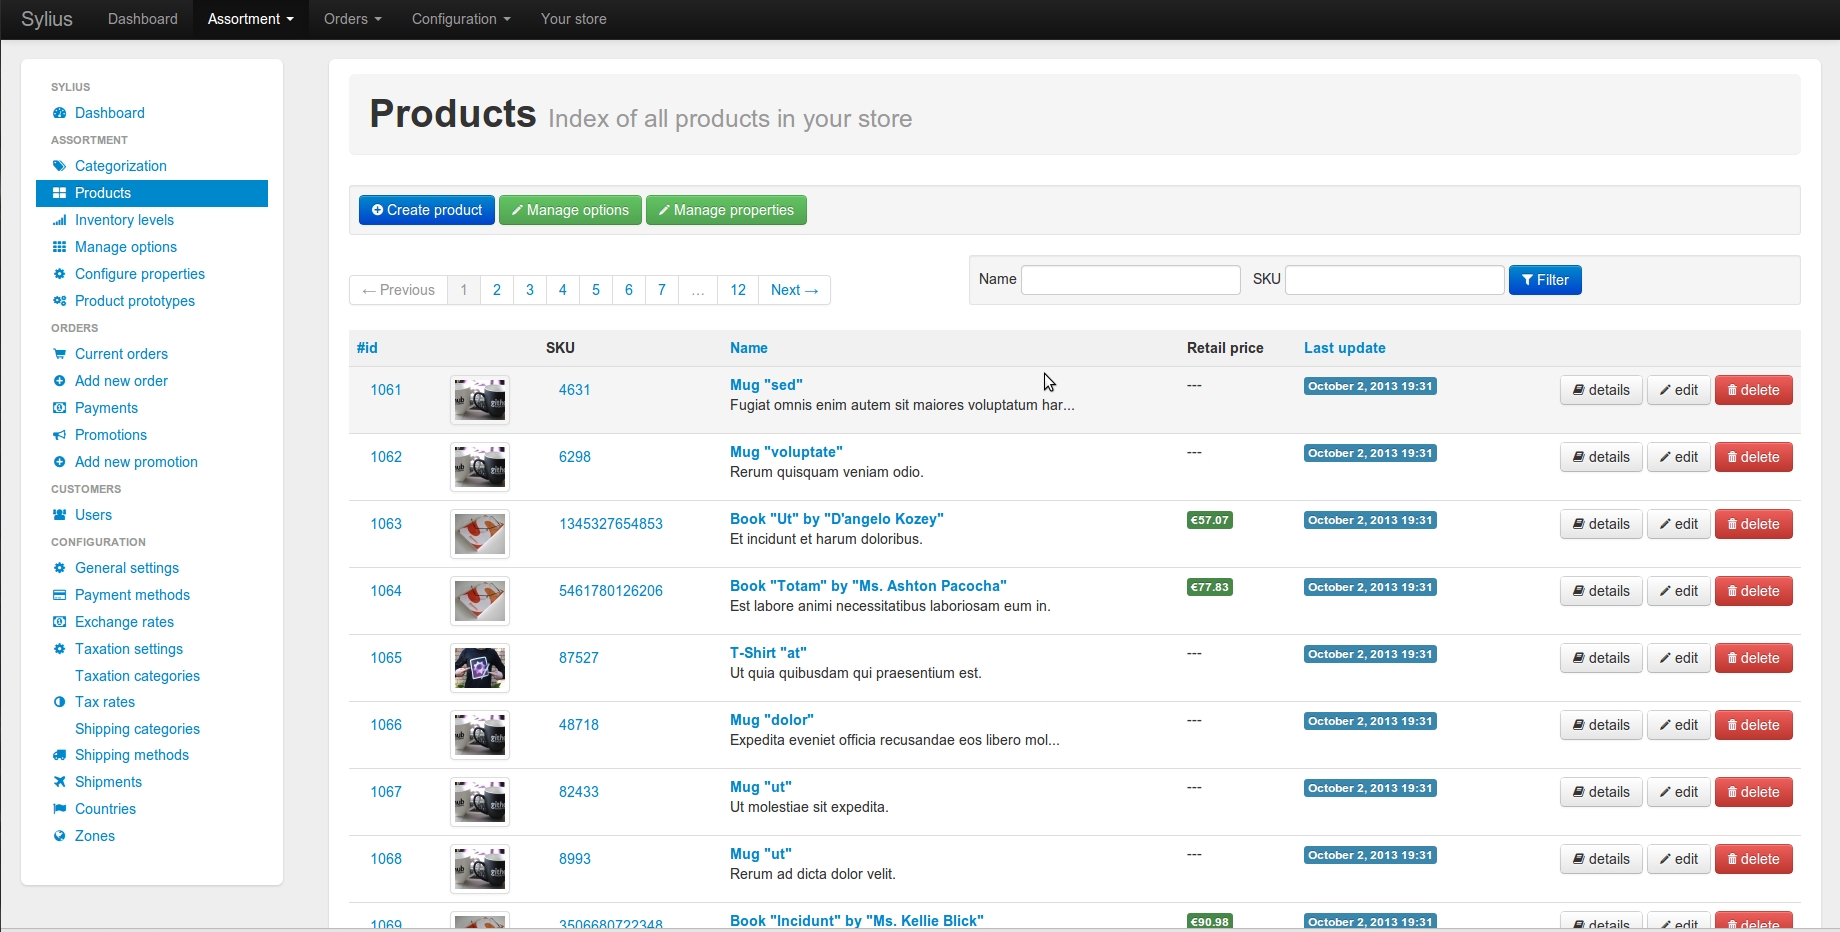 Sylius Dashboard Assortment Orders Configuration Your store
SYLIUS
Dashboard
ASSORTMENT
Categorization
Products
Inventory levels
Manage options
Configure properties
Product prototypes
ORDERS
Current orders
Add new order
Payments
Promotions
Add new promotion
CUSTOMERS
Users
CONFIGURATION
General settings
Payment methods
Exchange rates
Taxation settings
Taxation categories
Tax rates
Shipping categories
Shipping methods
Shipments
Countries
Zones
Products Index of all products in your store
Create product Manage options Manage properties
← Previous 1 2 3 4 5 6 7 ... 12 Next →
Name SKU Filter
#id SKU Name Retail price Last update
1061 4631 Mug "sed" --- October 2, 2013 19:31 details edit delete
Fugiat omnis enim autem sit maiores voluptatum har...
1062 6298 Mug "voluptate" --- October 2, 2013 19:31 details edit delete
Rerum quisquam veniam odio.
1063 1345327654853 Book "Ut" by "D'angelo Kozey" €57.07 October 2, 2013 19:31 details edit delete
Et incidunt et harum doloribus.
1064 5461780126206 Book "Totam" by "Ms. Ashton Pacocha" €77.83 October 2, 2013 19:31 details edit delete
Est labore animi necessitatibus laboriosam eum in.
1065 87527 T-Shirt "at" --- October 2, 2013 19:31 details edit delete
Ut quia quibusdam qui praesentium est.
1066 48718 Mug "dolor" --- October 2, 2013 19:31 details edit delete
Expedita eveniet officia recusandae eos libero mol...
1067 82433 Mug "ut" --- October 2, 2013 19:31 details edit delete
Ut molestiae sit expedita.
1068 8993 Mug "ut" --- October 2, 2013 19:31 details edit delete
Rerum ad dicta dolor velit.
1069 3506680722348 Book "Incidunt" by "Ms. Kellie Blick" €90.98 October 2, 2013 19:31 details edit delete